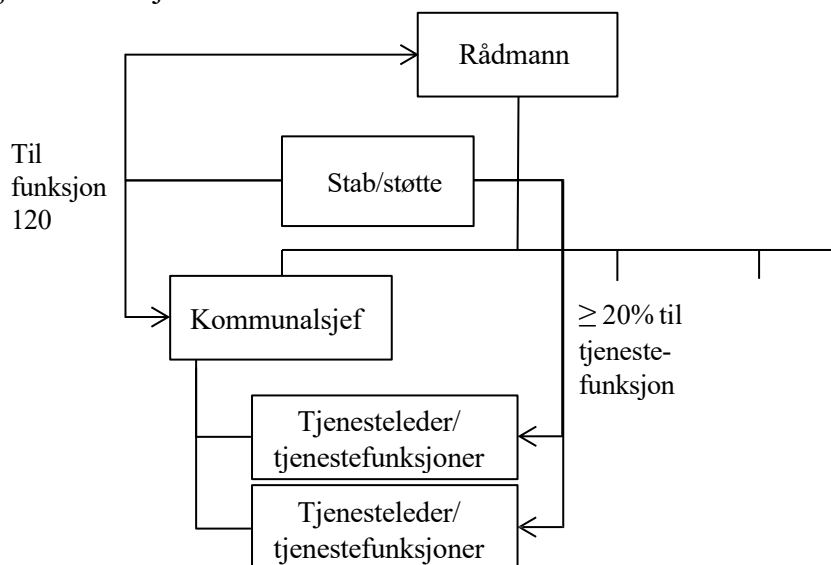 Rådmann
Til
funksjon
120
Stab/støtte
Kommunalsjef
≥ 20% til
tjeneste-
funksjon
Tjenesteleder/
tjenestefunksjoner
Tjenesteleder/
tjenestefunksjoner